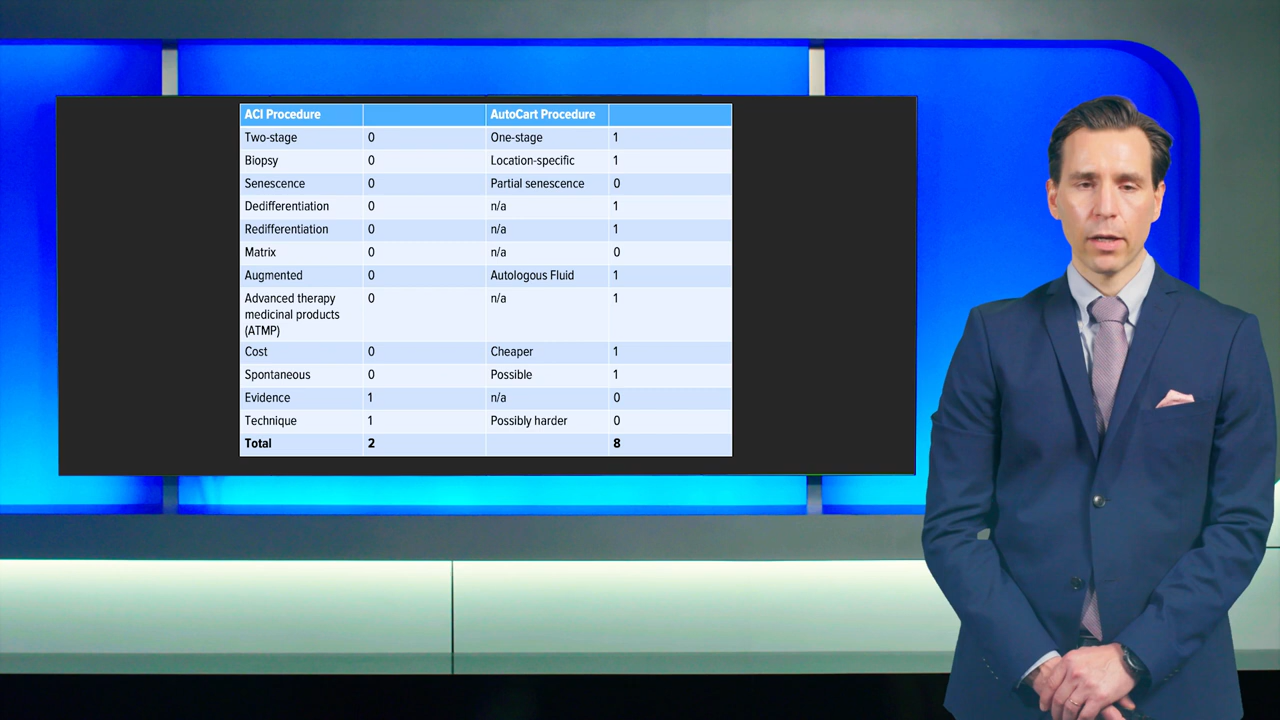 ACI Procedure AutoCart Procedure
Two-stage 0 One-stage 1
Biopsy 0 Location-specific 1
Senescence 0 Partial senescence 0
Dedifferentiation 0 n/a 1
Redifferentiation 0 n/a 1
Matrix 0 n/a 0
Augmented 0 Autologous Fluid 1
Advanced therapy 0 n/a 1
medicinal products
(ATMP)
Cost 0 Cheaper 1
Spontaneous 0 Possible 1
Evidence 1 n/a 0
Technique 1 Possibly harder 0
Total 2 8